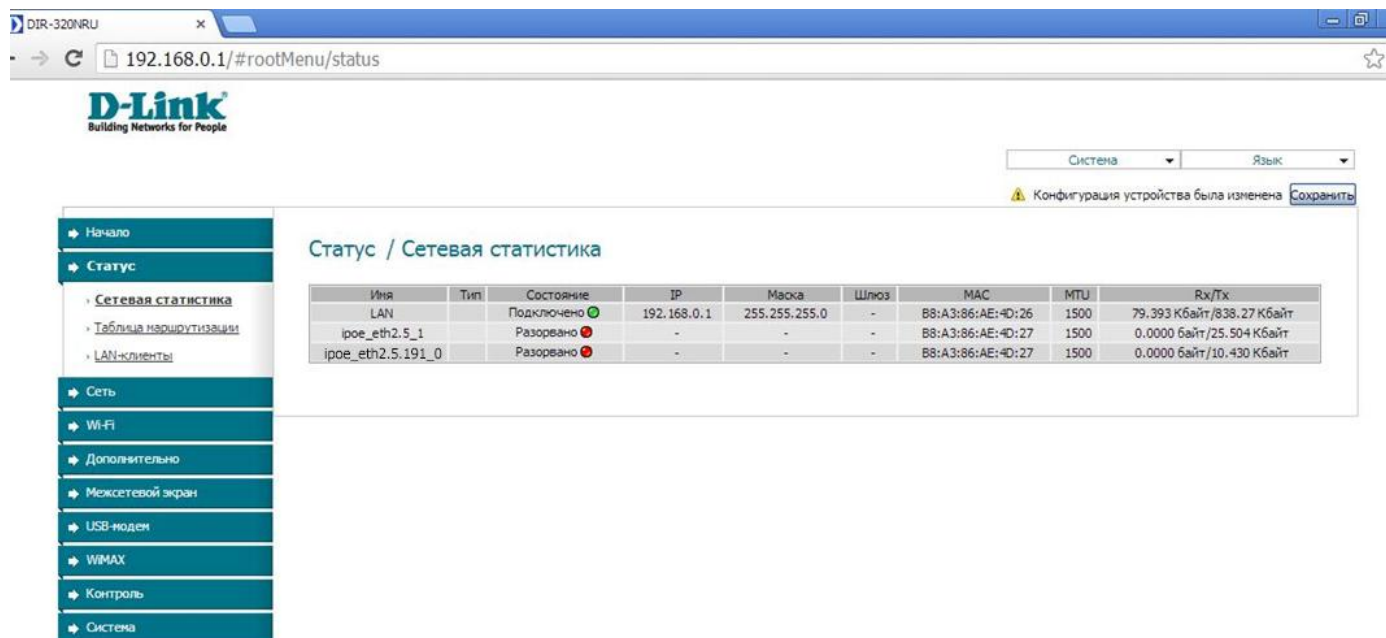 DIR-320NRU
192.168.0.1/#rootMenu/status
D-Link
Building Networks for People
Система Язык
Конфигурация устройства была изменена Сохранить
Начало
Статус
Сетевая статистика
Таблица маршрутизации
LAN-клиенты
Сеть
Wi-Fi
Дополнительно
Межсетевой экран
USB-модем
WiMAX
Контроль
Система
Статус / Сетевая статистика
Имя Тип Состояние IP Маска Шлюз MAC MTU Rx/Tx
LAN Подключено 192.168.0.1 255.255.255.0 - B8:A3:86:AE:4D:26 1500 79.393 Кбайт/838.27 Кбайт
ipoe_eth2.5_1 Разорвано - - - B8:A3:86:AE:4D:27 1500 0.0000 байт/25.504 Кбайт
ipoe_eth2.5.191_0 Разорвано - - - B8:A3:86:AE:4D:27 1500 0.0000 байт/10.430 Кбайт